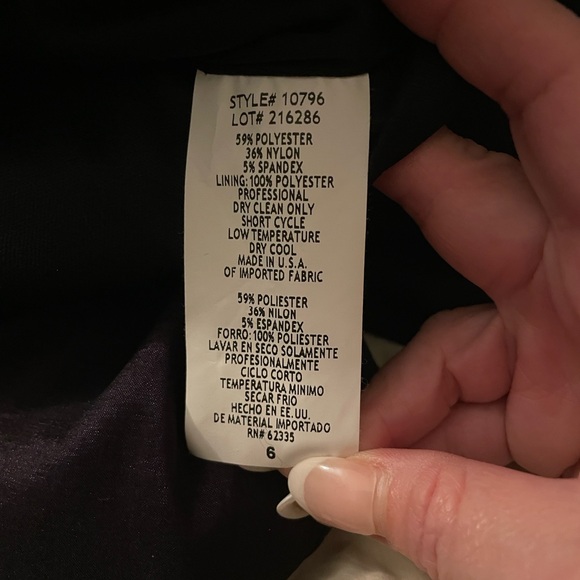 STYLE# 10796
LOT# 216286
59% POLYESTER
36% NYLON
5% SPANDEX
LINING: 100% POLYESTER
PROFESSIONAL
DRY CLEAN ONLY
SHORT CYCLE
LOW TEMPERATURE
DRY COOL
MADE IN U.S.A.
OF IMPORTED FABRIC
59% POLIESTER
36% NILON
5% ESPANDEX
FORRO: 100% POLIESTER
LAVAR EN SECO SOLAMENTE
PROFESIONALMENTE
CICLO CORTO
TEMPERATURA MINIMO
SECAR FRIO
HECHO EN EE.UU.
DE MATERIAL IMPORTADO
RN# 62335
6